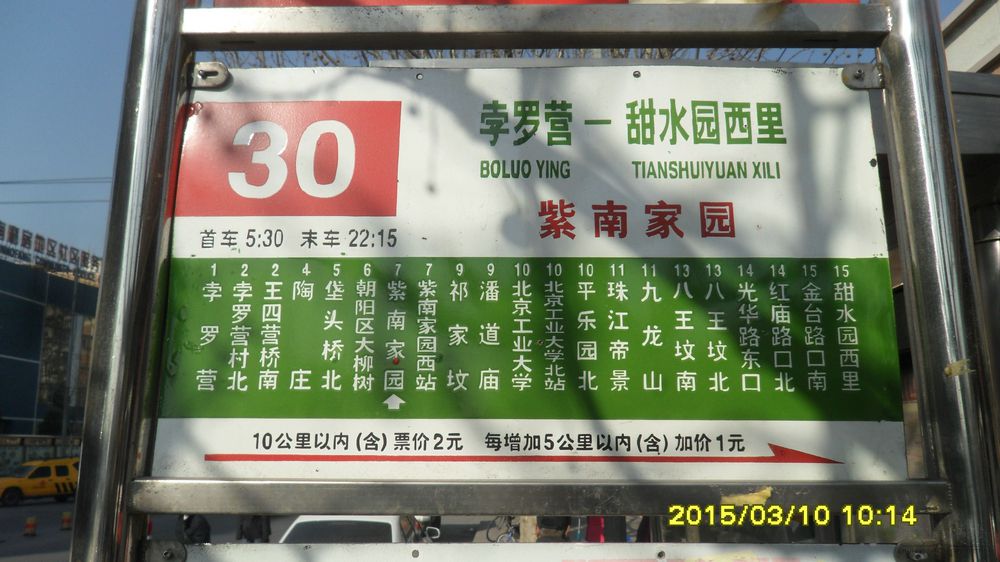 30
孛罗营一甜水园西里
BOLUO YING TIANSHUIYUAN XILI
紫南家园
首车 5:30 末车 22:15
1 孛罗营
2 孛罗营村北
2 王四营桥南
4 陶庄
5 垡头桥北
6 朝阳区大柳树
7 紫南家园
7 紫南家园西站
9 祁家坟
9 潘道庙
10 北京工业大学
10 北京工业大学北站
10 平乐园北
11 珠江帝景
11 九龙山
13 八王坟南
13 八王坟北
14 光华路东口
14 红庙路口北
15 金台路口南
15 甜水园西里
10公里以内(含)票价2元 每增加5公里以内(含)加价1元
2015/03/10 10:14